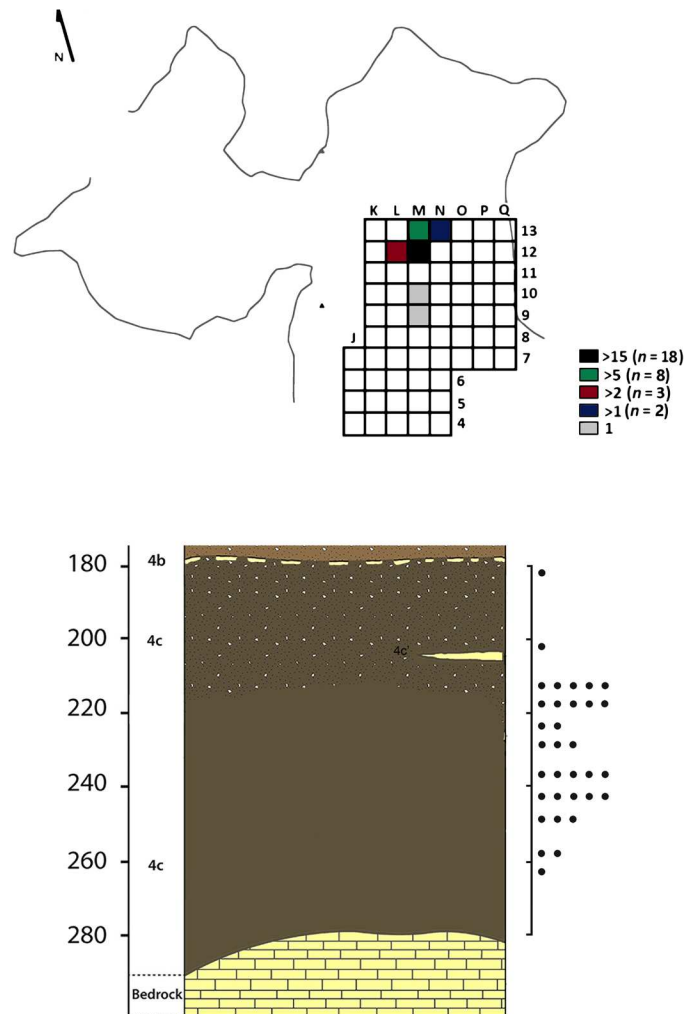 N
K L M N O P Q
13
12
11
10
9
J 8
7
6
5
4
>15 (n = 18)
>5 (n = 8)
>2 (n = 3)
>1 (n = 2)
1
180 4b
200 4c 4c'
220
240
260 4c
280
Bedrock